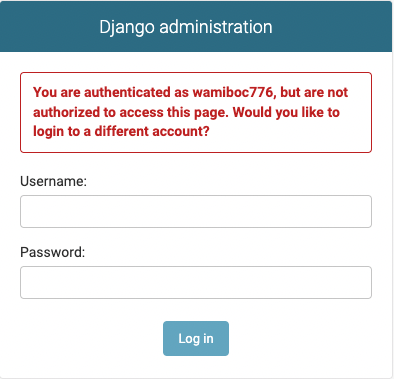 Django administration
You are authenticated as wamiboc776, but are not
authorized to access this page. Would you like to
login to a different account?
Username:
Password:
Log in